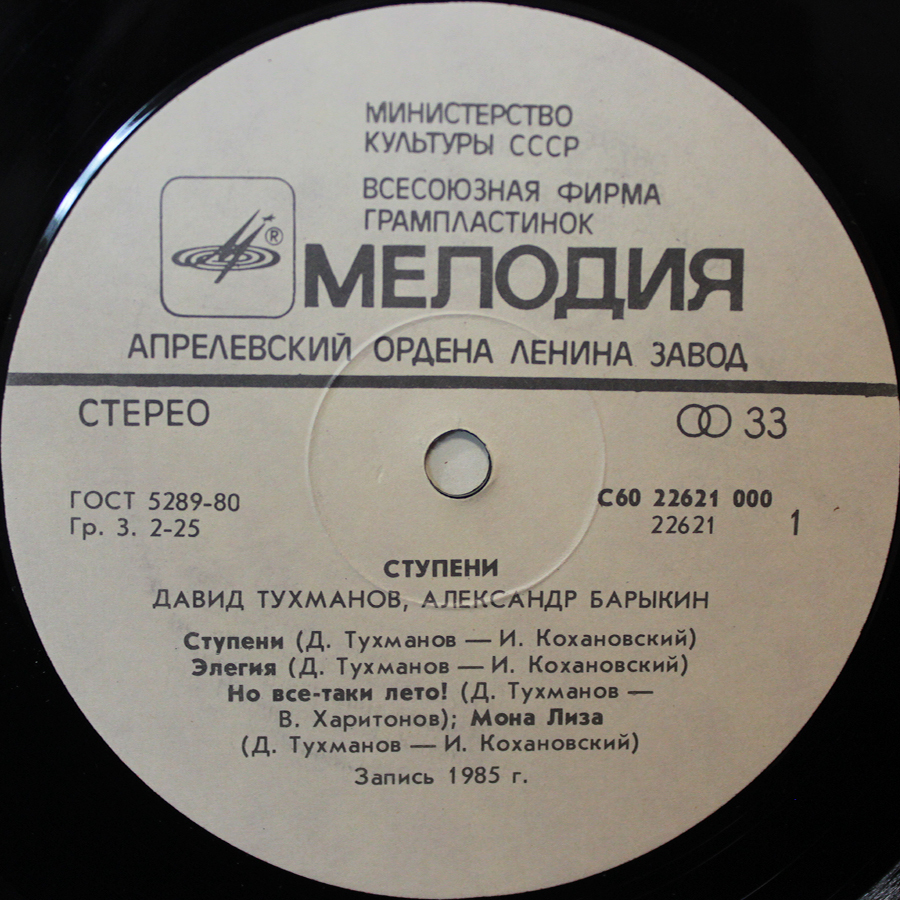 МИНИСТЕРСТВО
КУЛЬТУРЫ СССР
ВСЕСОЮЗНАЯ ФИРМА
ГРАМПЛАСТИНОК
®
МЕЛОДИЯ
АПРЕЛЕВСКИЙ ОРДЕНА ЛЕНИНА ЗАВОД
СТЕРЕО
33
ГОСТ 5289-80
Гр. 3. 2-25
С60 22621 000
22621
1
СТУПЕНИ
ДАВИД ТУХМАНОВ, АЛЕКСАНДР БАРЫКИН
Ступени (Д. Тухманов — И. Кохановский)
Элегия (Д. Тухманов — И. Кохановский)
Но все-таки лето! (Д. Тухманов —
В. Харитонов); Мона Лиза
(Д. Тухманов — И. Кохановский)
Запись 1985 г.